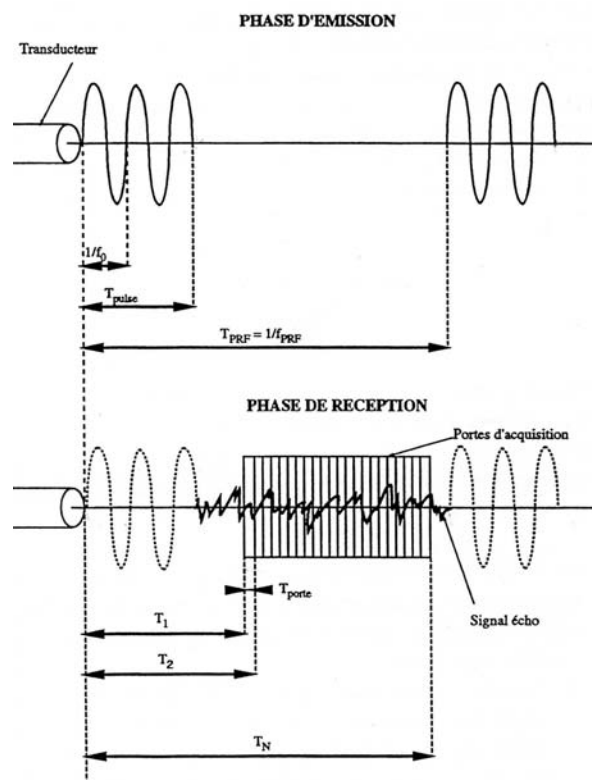 PHASE D'EMISSION
Transducteur
1/f0
Tpulse
TPRF = 1/fPRF
PHASE DE RECEPTION
Portes d'acquisition
Tporte
Signal écho
T1
T2
TN